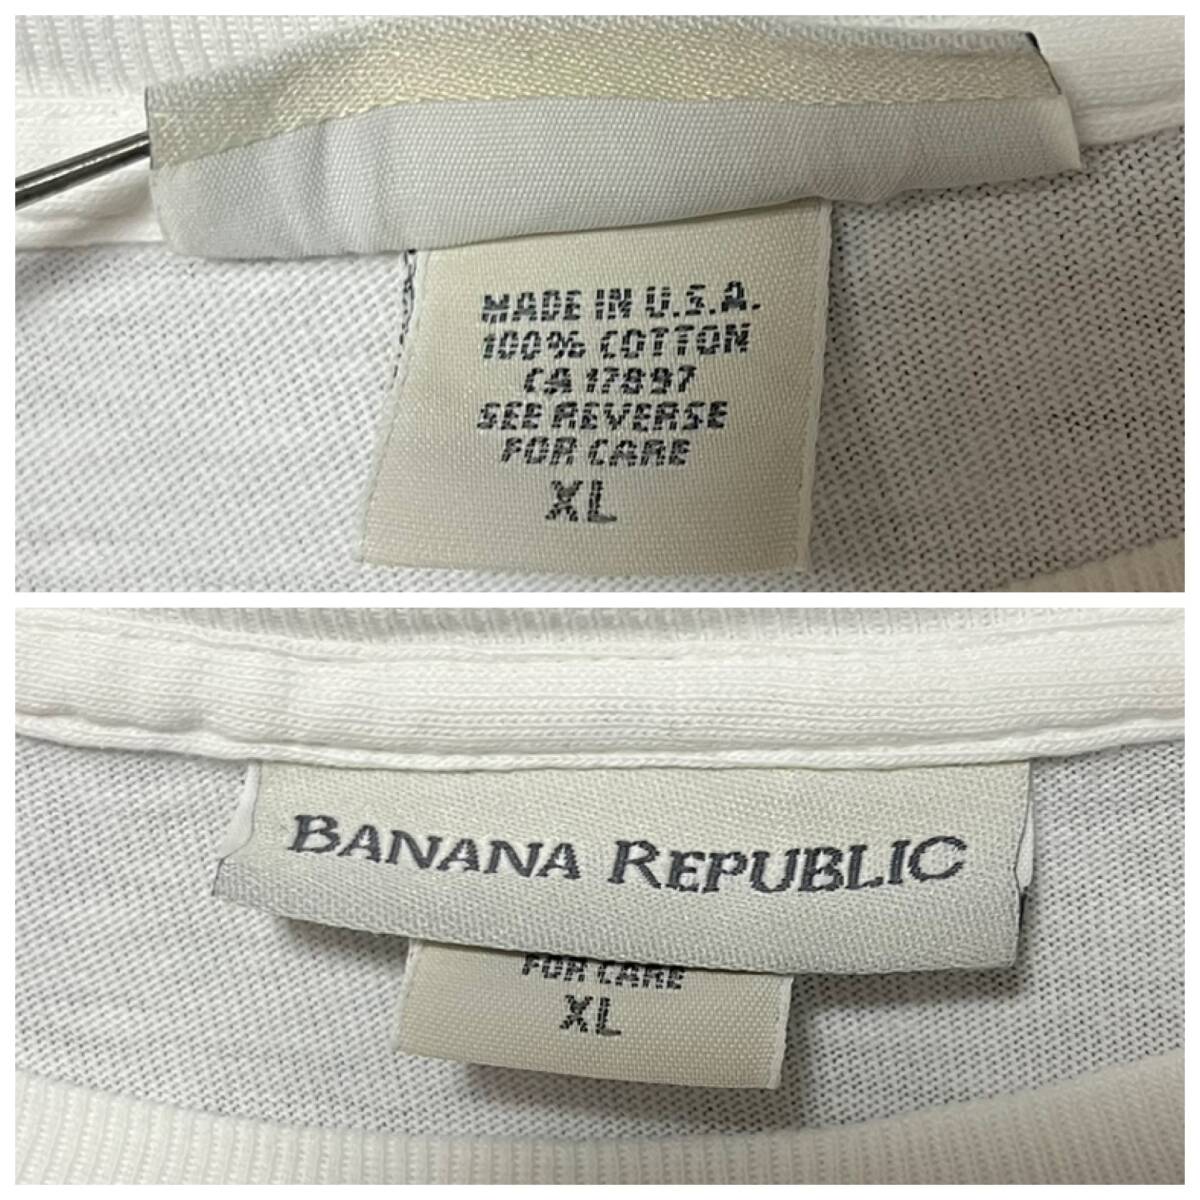 MADE IN U.S.A.
100% COTTON
CA 17897
SEE REVERSE
FOR CARE
XL
BANANA REPUBLIC
FOR CARE
XL